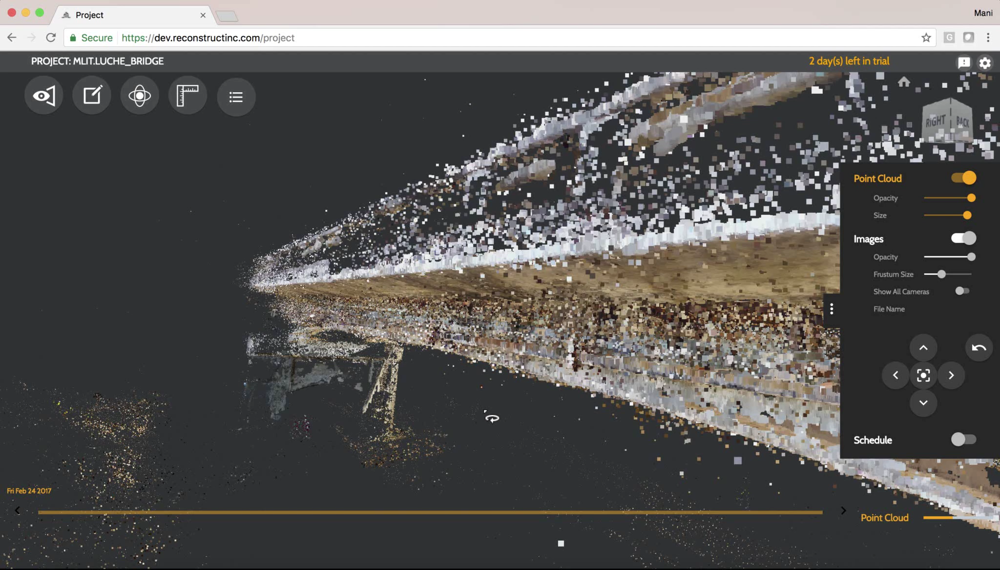 Project
Mani
Secure https://dev.reconstructinc.com/project
G
PROJECT: MLIT.LUCHE_BRIDGE
2 day(s) left in trial
RIGHT BACK
Point Cloud
Opacity
Size
Images
Opacity
Frustum Size
Show All Cameras
File Name
Schedule
Fri Feb 24 2017
Point Cloud